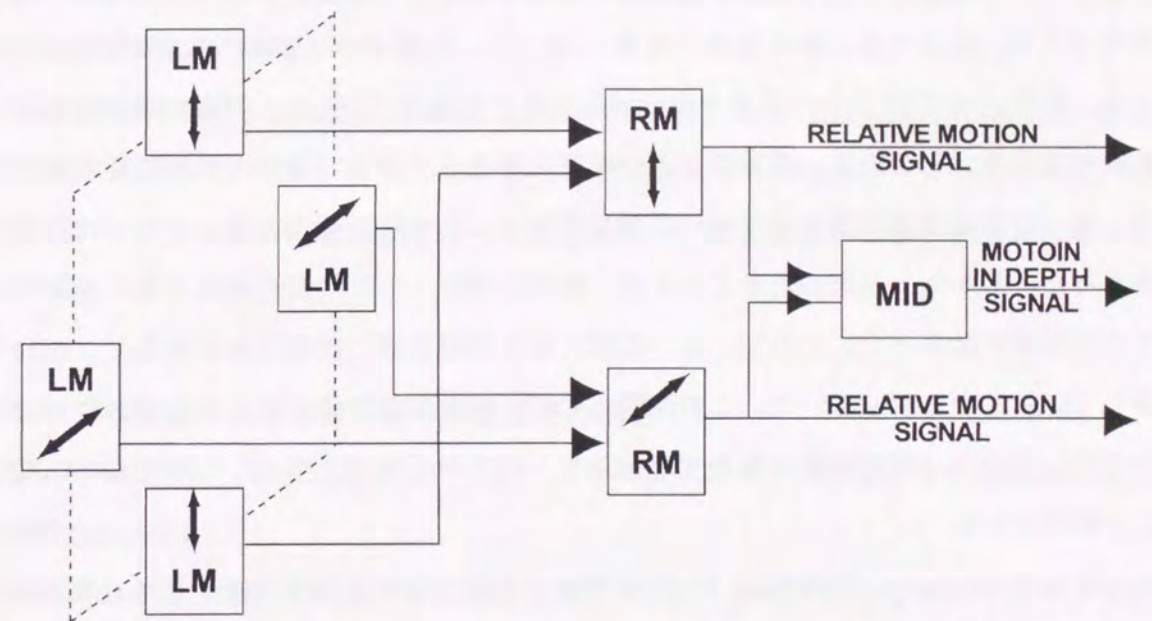 LM
LM
LM
LM
RM
RM
MID
RELATIVE MOTION
SIGNAL
MOTOIN
IN DEPTH
SIGNAL
RELATIVE MOTION
SIGNAL